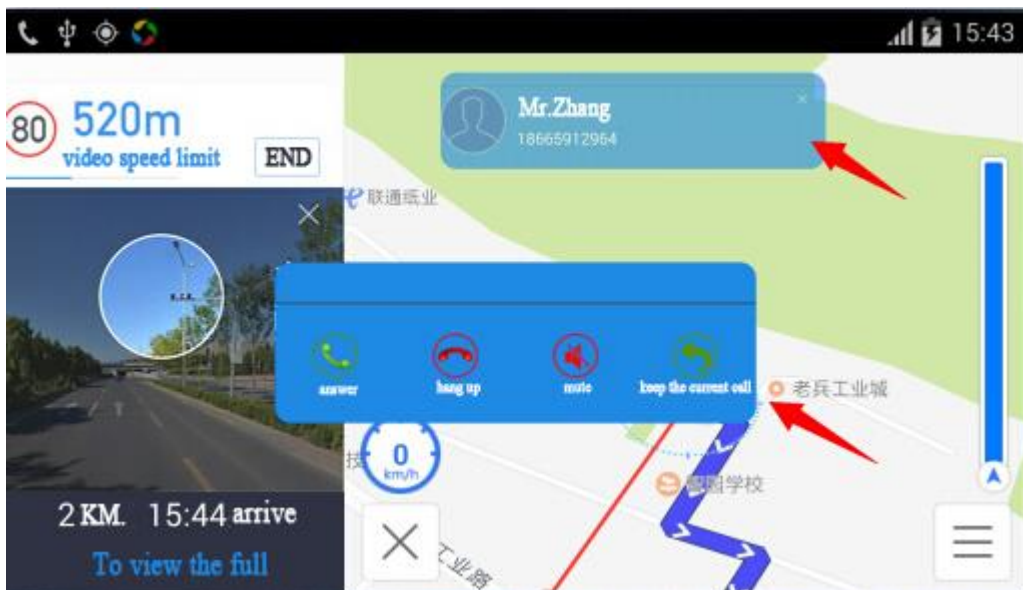 15:43
80
520m
video speed limit
END
Mr.Zhang
18665912964
联通纸业
answer
hang up
mute
keep the current call
老兵工业城
0
km/h
技
学校
2 KM. 15:44 arrive
To view the full
工业路